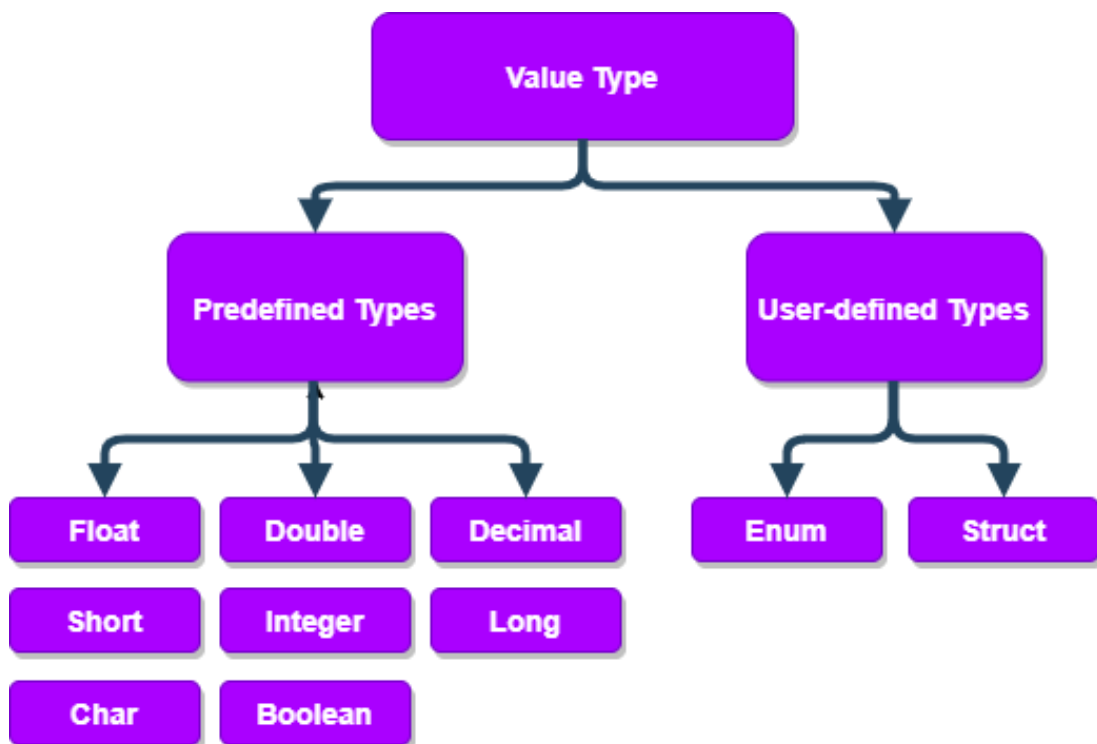 Value Type
Predefined Types
User-defined Types
Float
Double
Decimal
Enum
Struct
Short
Integer
Long
Char
Boolean